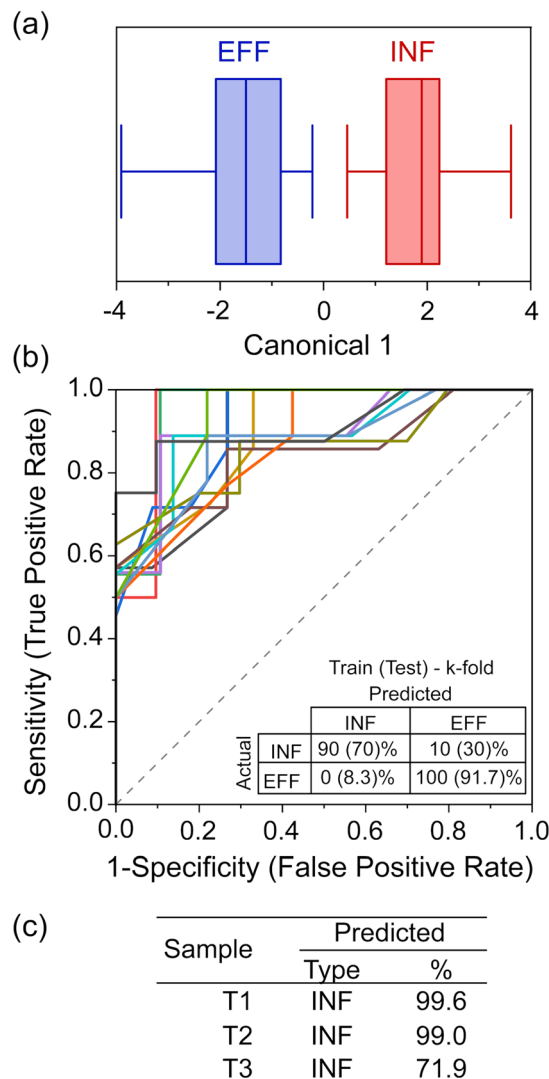 (a)
EFF INF
-4 -2 0 2 4
Canonical 1
(b)
Sensitivity (True Positive Rate)
1.0
0.8
0.6
0.4
0.2
0.0
Train (Test) - k-fold
Predicted
Actual
INF EFF
INF 90 (70)% 10 (30)%
EFF 0 (8.3)% 100 (91.7)%
0.0 0.2 0.4 0.6 0.8 1.0
1-Specificity (False Positive Rate)
(c)
Sample Predicted
Type %
T1 INF 99.6
T2 INF 99.0
T3 INF 71.9